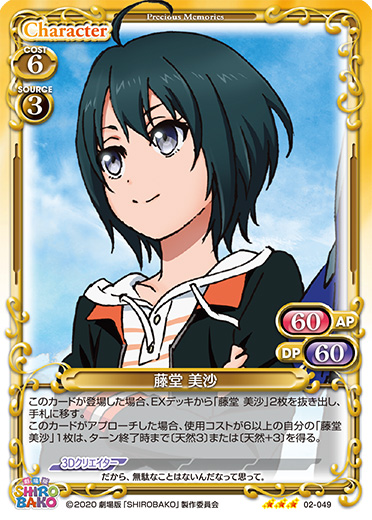 Precious Memories
Character
COST
6
SOURCE
3
60 AP
DP 60
藤堂 美沙
このカードが登場した場合、EXデッキから「藤堂 美沙」2枚を抜き出し、
手札に移す。
このカードがアプローチした場合、使用コストが6以上の自分の「藤堂
美沙」1枚は、ターン終了時まで［天然3］または［天然+3］を得る。
3Dクリエイター
だから、無駄なことはないんだなって思って。
劇場版
SHIRO
BAKO
©2020 劇場版「SHIROBAKO」製作委員会
02-049